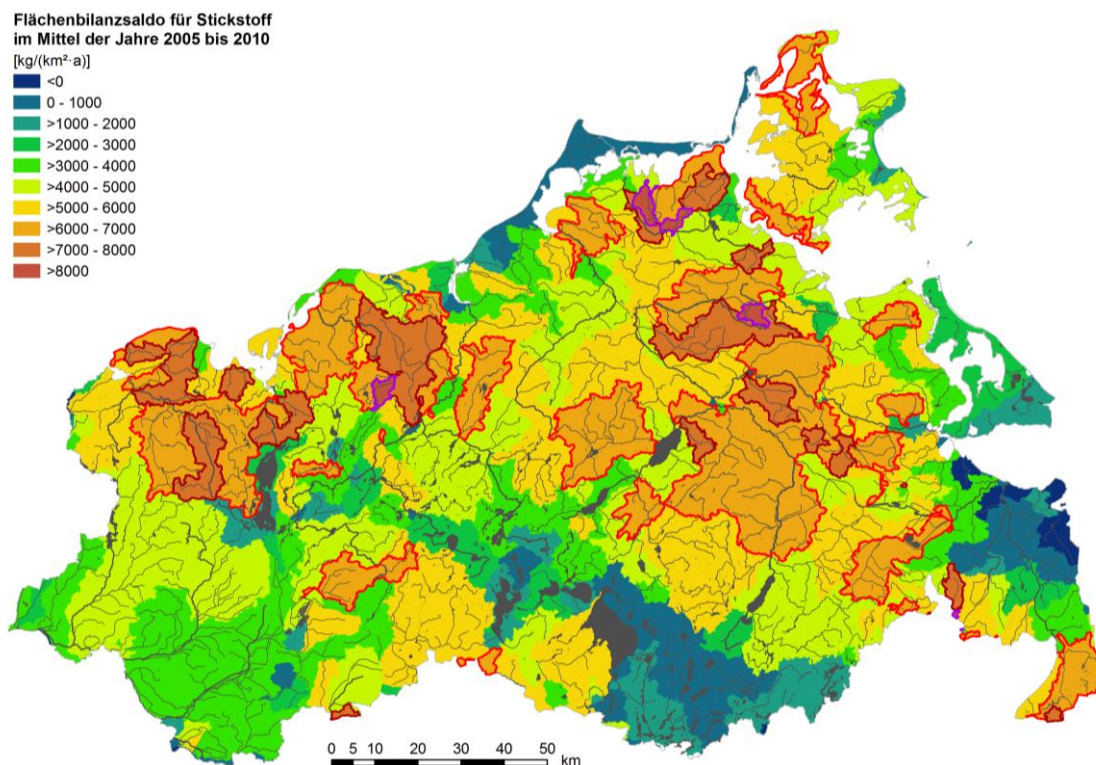 Flächenbilanzsaldo für Stickstoff
im Mittel der Jahre 2005 bis 2010
[kg/(km²·a)]
<0
0 - 1000
>1000 - 2000
>2000 - 3000
>3000 - 4000
>4000 - 5000
>5000 - 6000
>6000 - 7000
>7000 - 8000
>8000
0 5 10 20 30 40 50
km